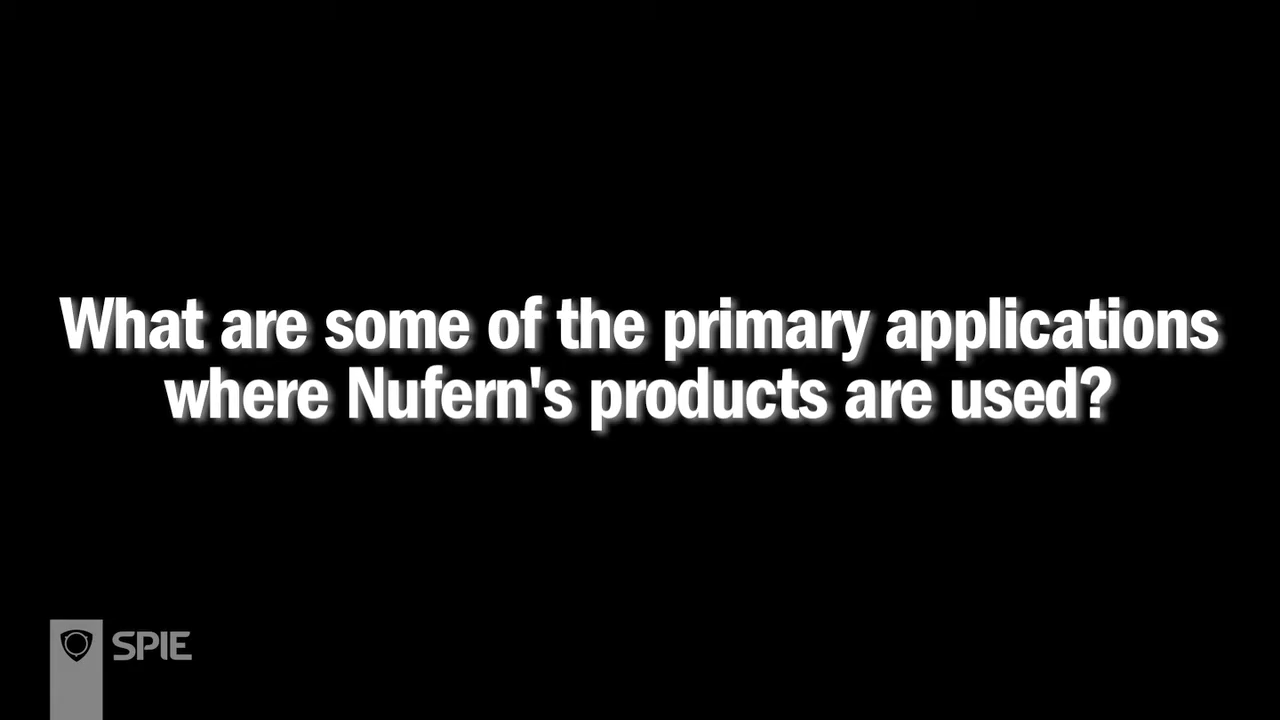 What are some of the primary applications
where Nufern's products are used?
SPIE